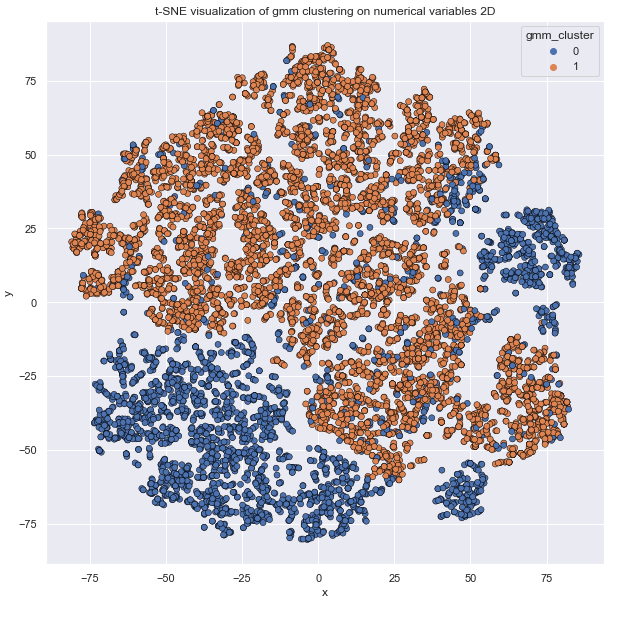 t-SNE visualization of gmm clustering on numerical variables 2D
gmm_cluster
0
1
75
50
25
0
−25
−50
−75
y
−75 −50 −25 0 25 50 75
x